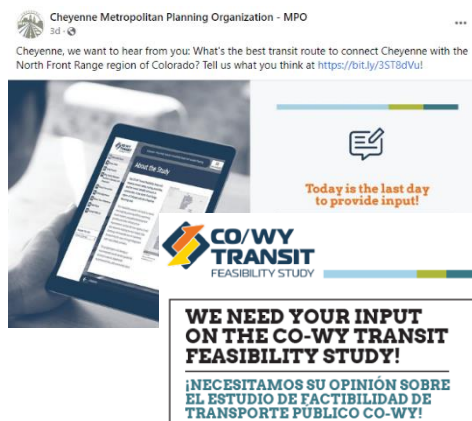 Cheyenne Metropolitan Planning Organization - MPO
3d
Cheyenne, we want to hear from you: What's the best transit route to connect Cheyenne with the
North Front Range region of Colorado? Tell us what you think at https://bit.ly/3ST8dVu!
About the Study
Today is the last day
to provide input!
CO/WY
TRANSIT
FEASIBILITY STUDY
WE NEED YOUR INPUT
ON THE CO-WY TRANSIT
FEASIBILITY STUDY!
¡NECESITAMOS SU OPINIÓN SOBRE
EL ESTUDIO DE FACTIBILIDAD DE
TRANSPORTE PÚBLICO CO-WY!